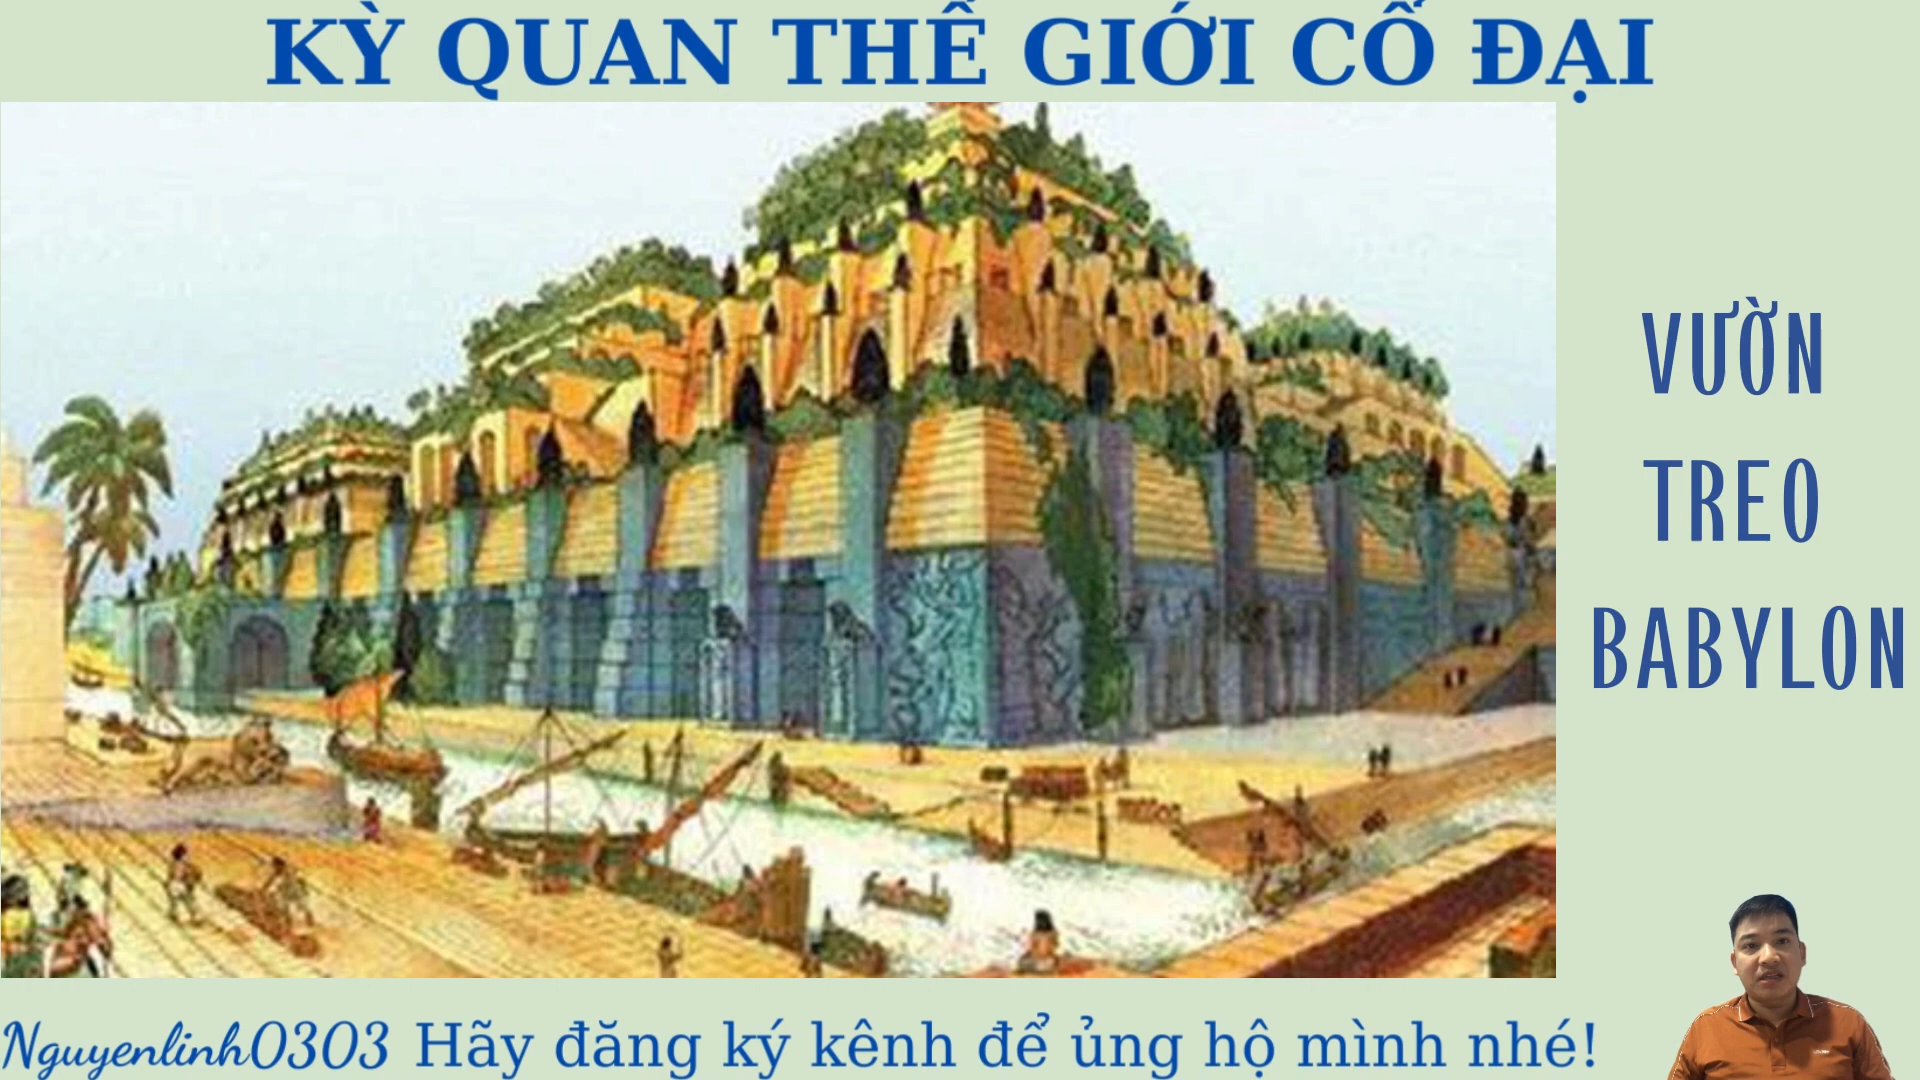 KỲ QUAN THẾ GIỚI CỔ ĐẠI
VƯỜN
TREO
BABYLON
Nguyenlinh0303 Hãy đăng ký kênh để ủng hộ mình nhé!